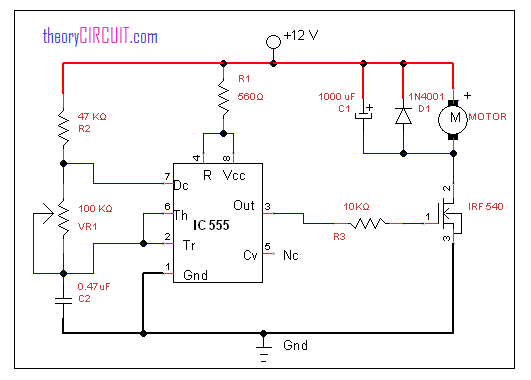 theoryCIRCUIT.com
+12 V
R1
560Ω
1000 uF
C1
+
1N4001
D1
+
M
MOTOR
47 KΩ
R2
4
8
R
Vcc
7
Dc
100 KΩ
VR1
6
Th
IC 555
Out
3
10KΩ
R3
2
1
IRF540
3
2
Tr
Cv
5
Nc
1
Gnd
0.47uF
C2
Gnd